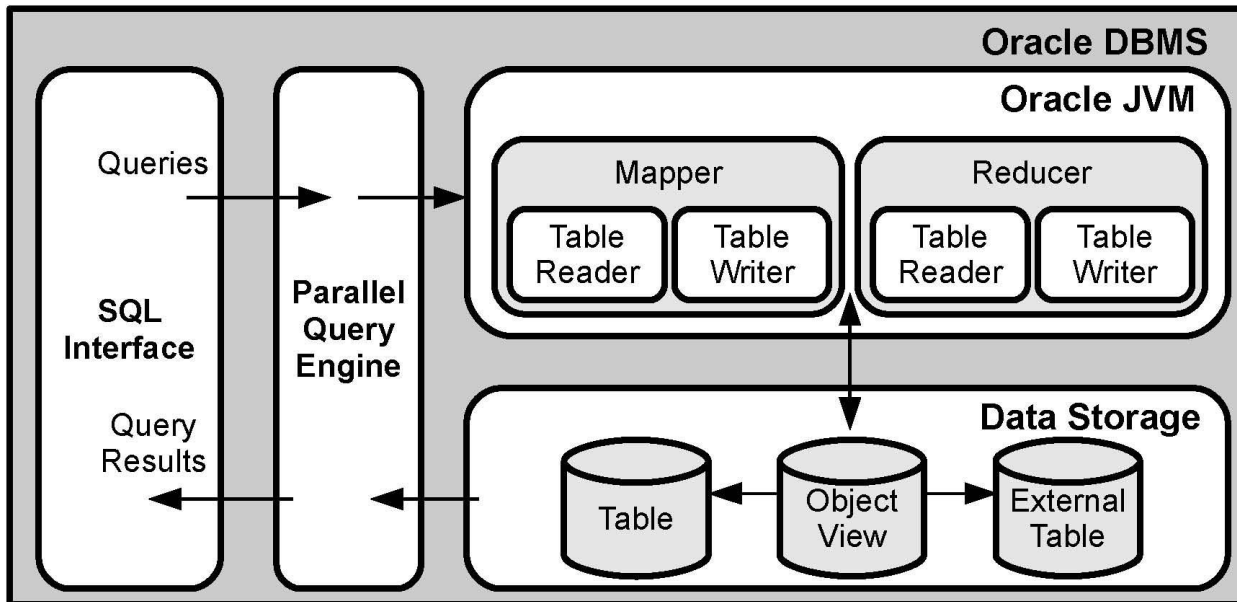 Oracle DBMS
Queries
SQL
Interface
Query
Results
Parallel
Query
Engine
Oracle JVM
Mapper
Table
Reader
Table
Writer
Reducer
Table
Reader
Table
Writer
Data Storage
Table
Object
View
External
Table